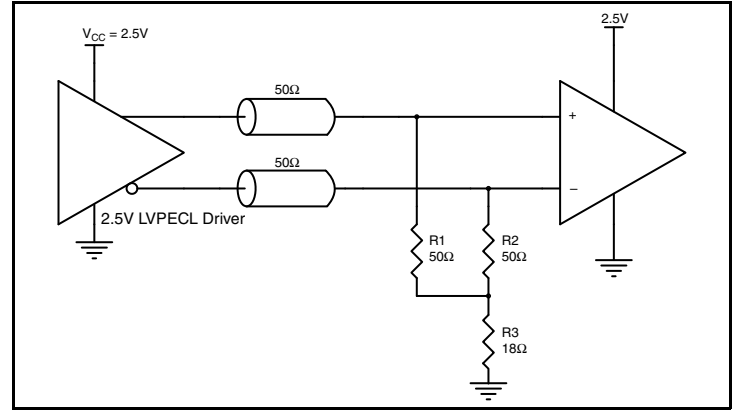 2.5V
V_CC = 2.5V
50Ω
+
50Ω
–
2.5V LVPECL Driver
R1
50Ω
R2
50Ω
R3
18Ω